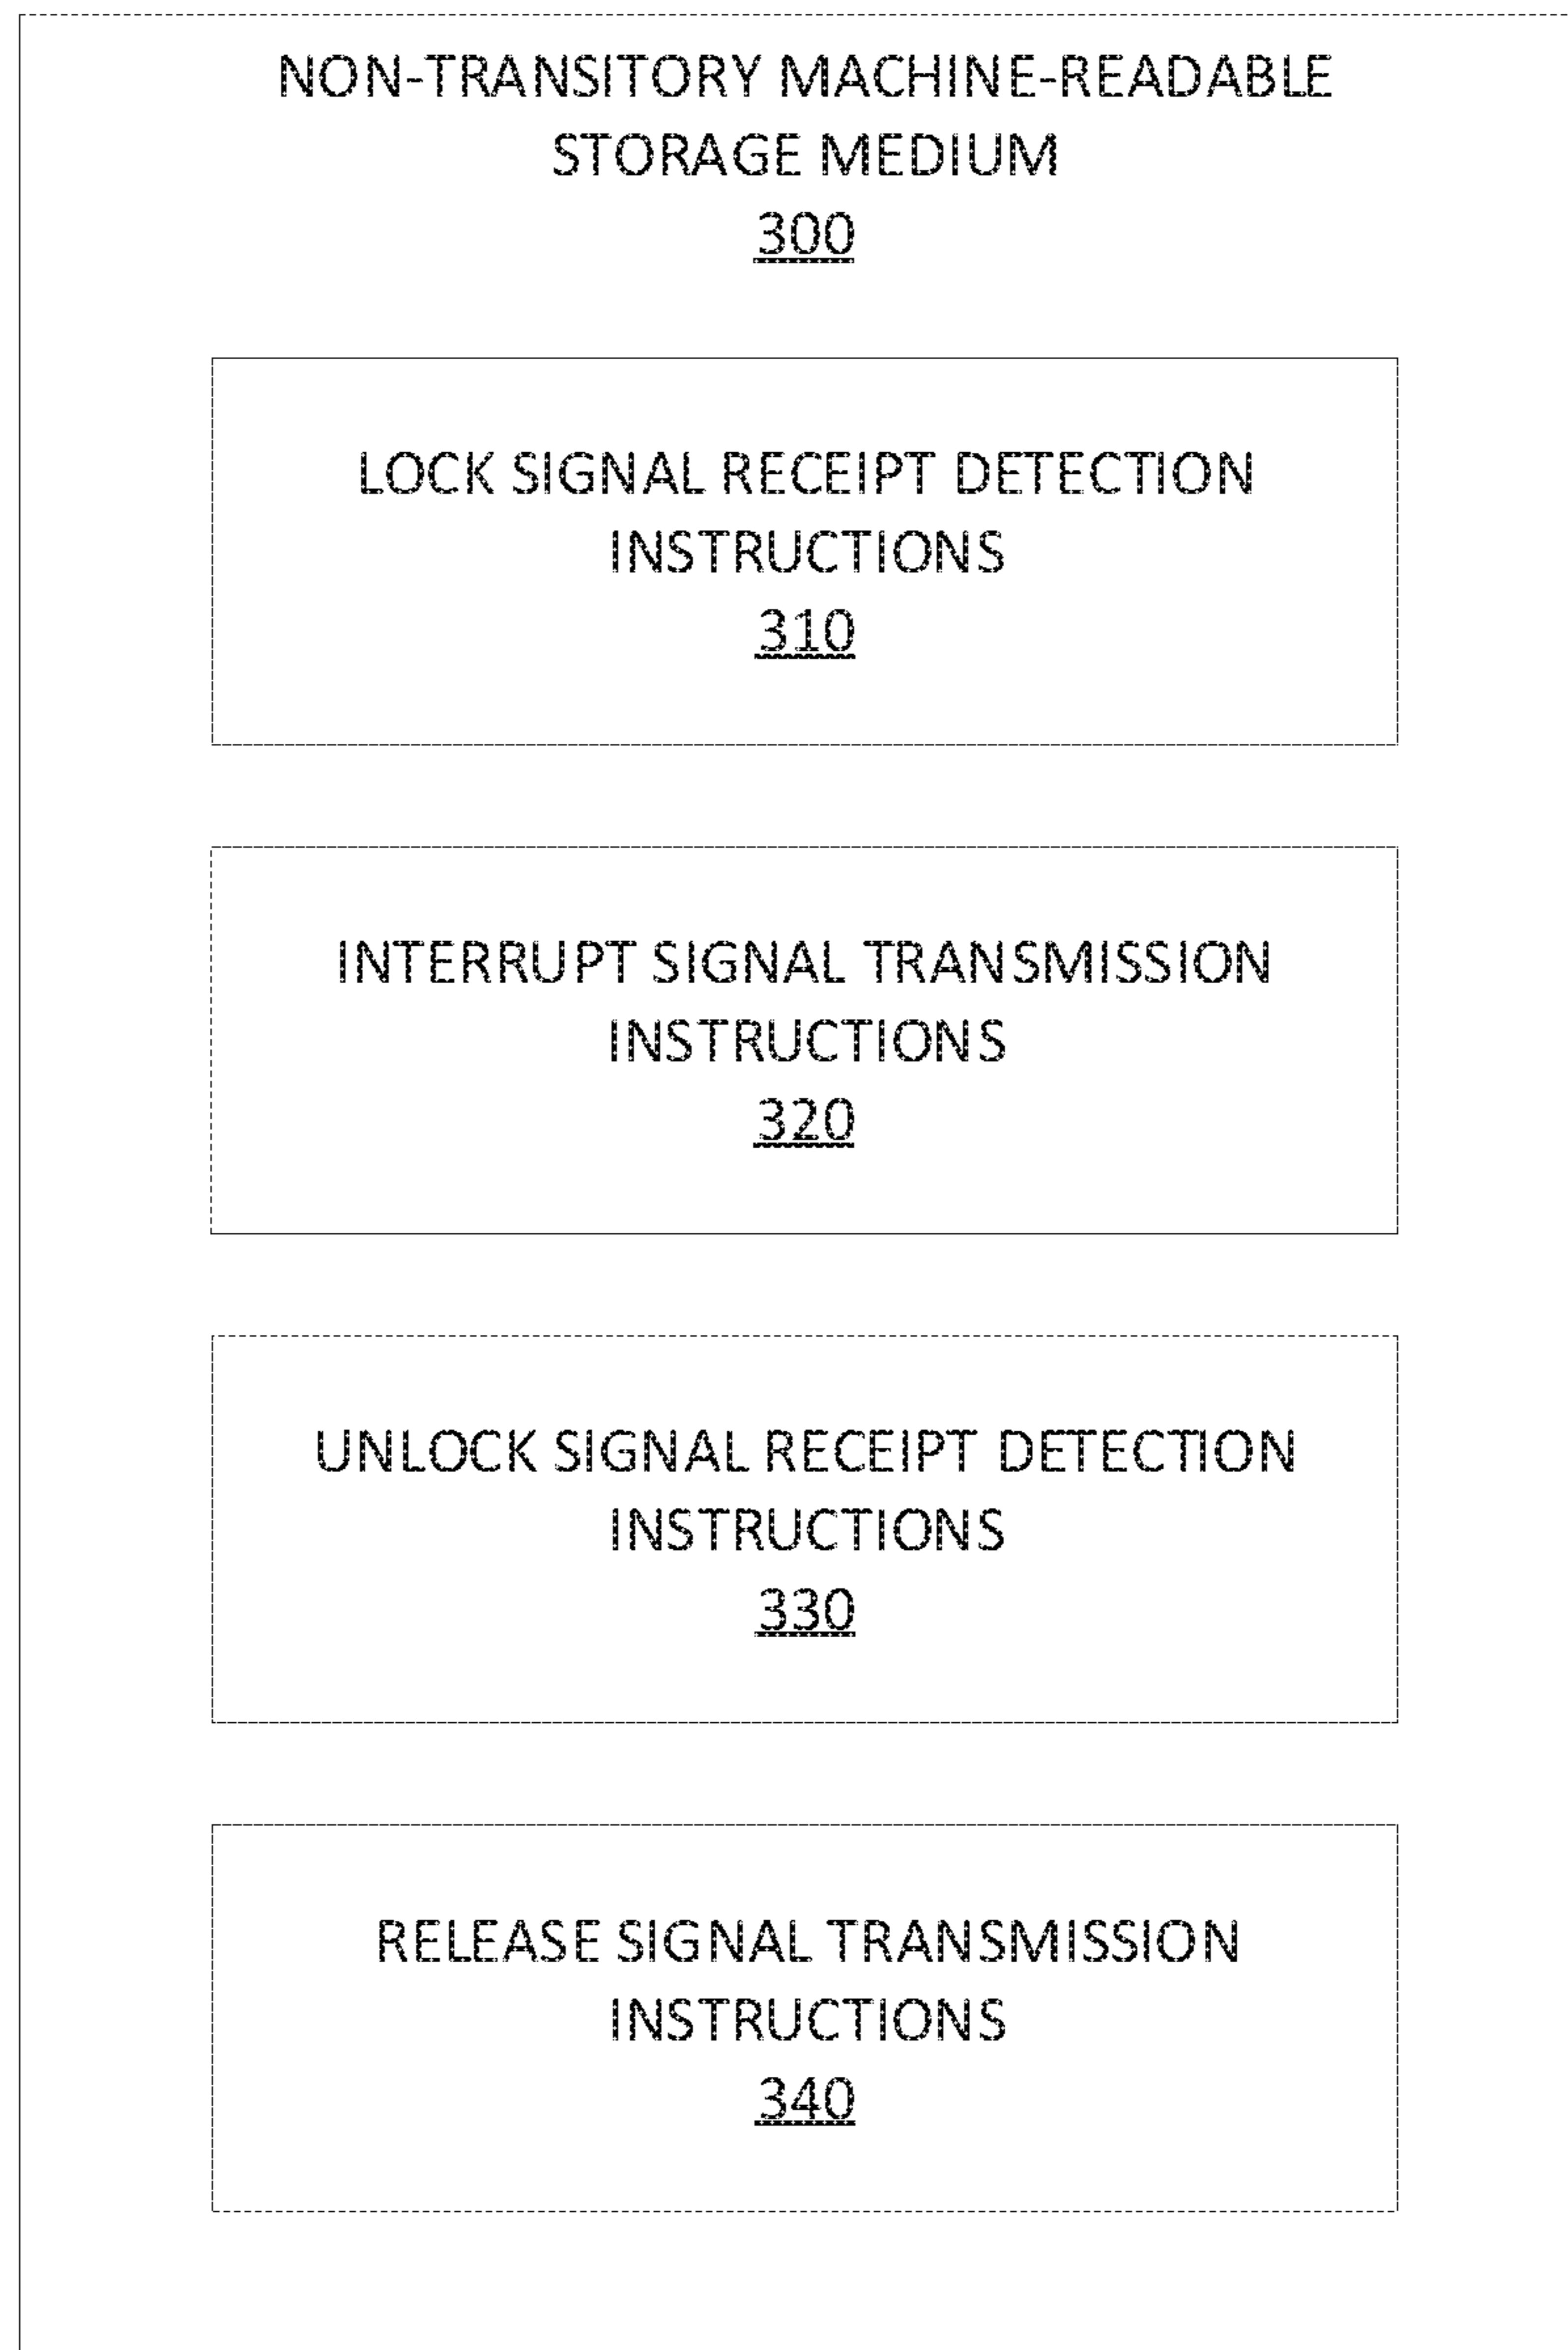 NON-TRANSITORY MACHINE-READABLE
STORAGE MEDIUM
300
LOCK SIGNAL RECEIPT DETECTION
INSTRUCTIONS
310
INTERRUPT SIGNAL TRANSMISSION
INSTRUCTIONS
320
UNLOCK SIGNAL RECEIPT DETECTION
INSTRUCTIONS
330
RELEASE SIGNAL TRANSMISSION
INSTRUCTIONS
340